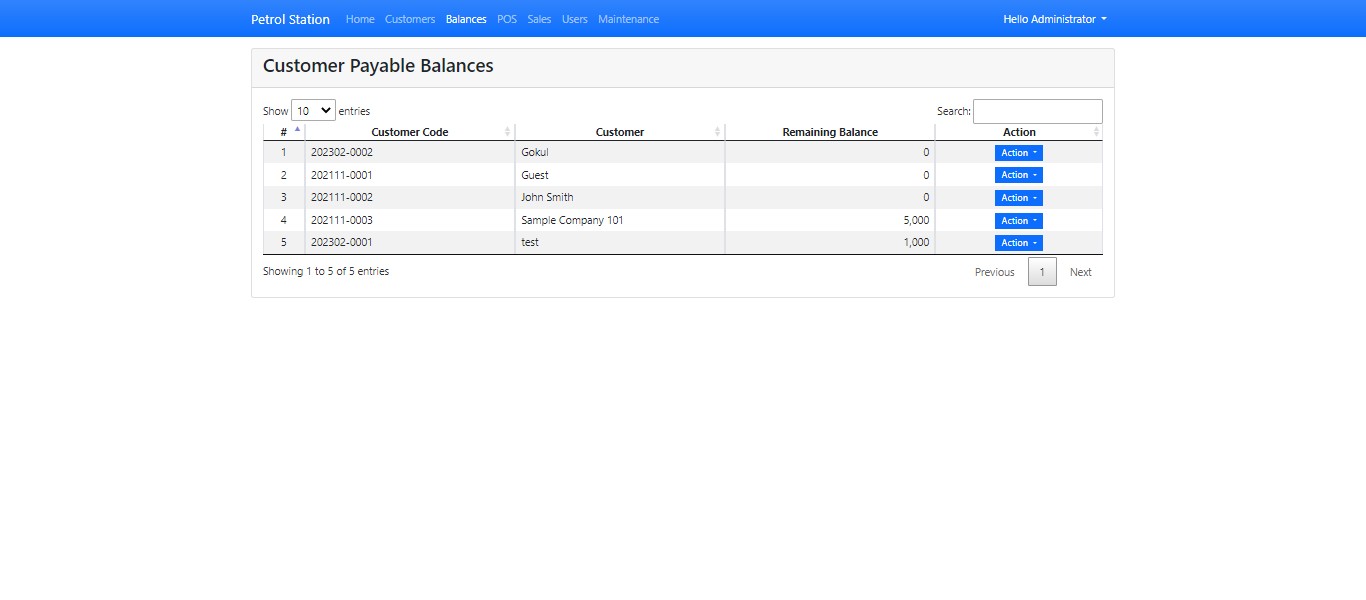 Petrol Station Home Customers Balances POS Sales Users Maintenance Hello Administrator
Customer Payable Balances
Show 10 entries Search:
# Customer Code Customer Remaining Balance Action
1 202302-0002 Gokul 0 Action
2 202111-0001 Guest 0 Action
3 202111-0002 John Smith 0 Action
4 202111-0003 Sample Company 101 5,000 Action
5 202302-0001 test 1,000 Action
Showing 1 to 5 of 5 entries Previous 1 Next